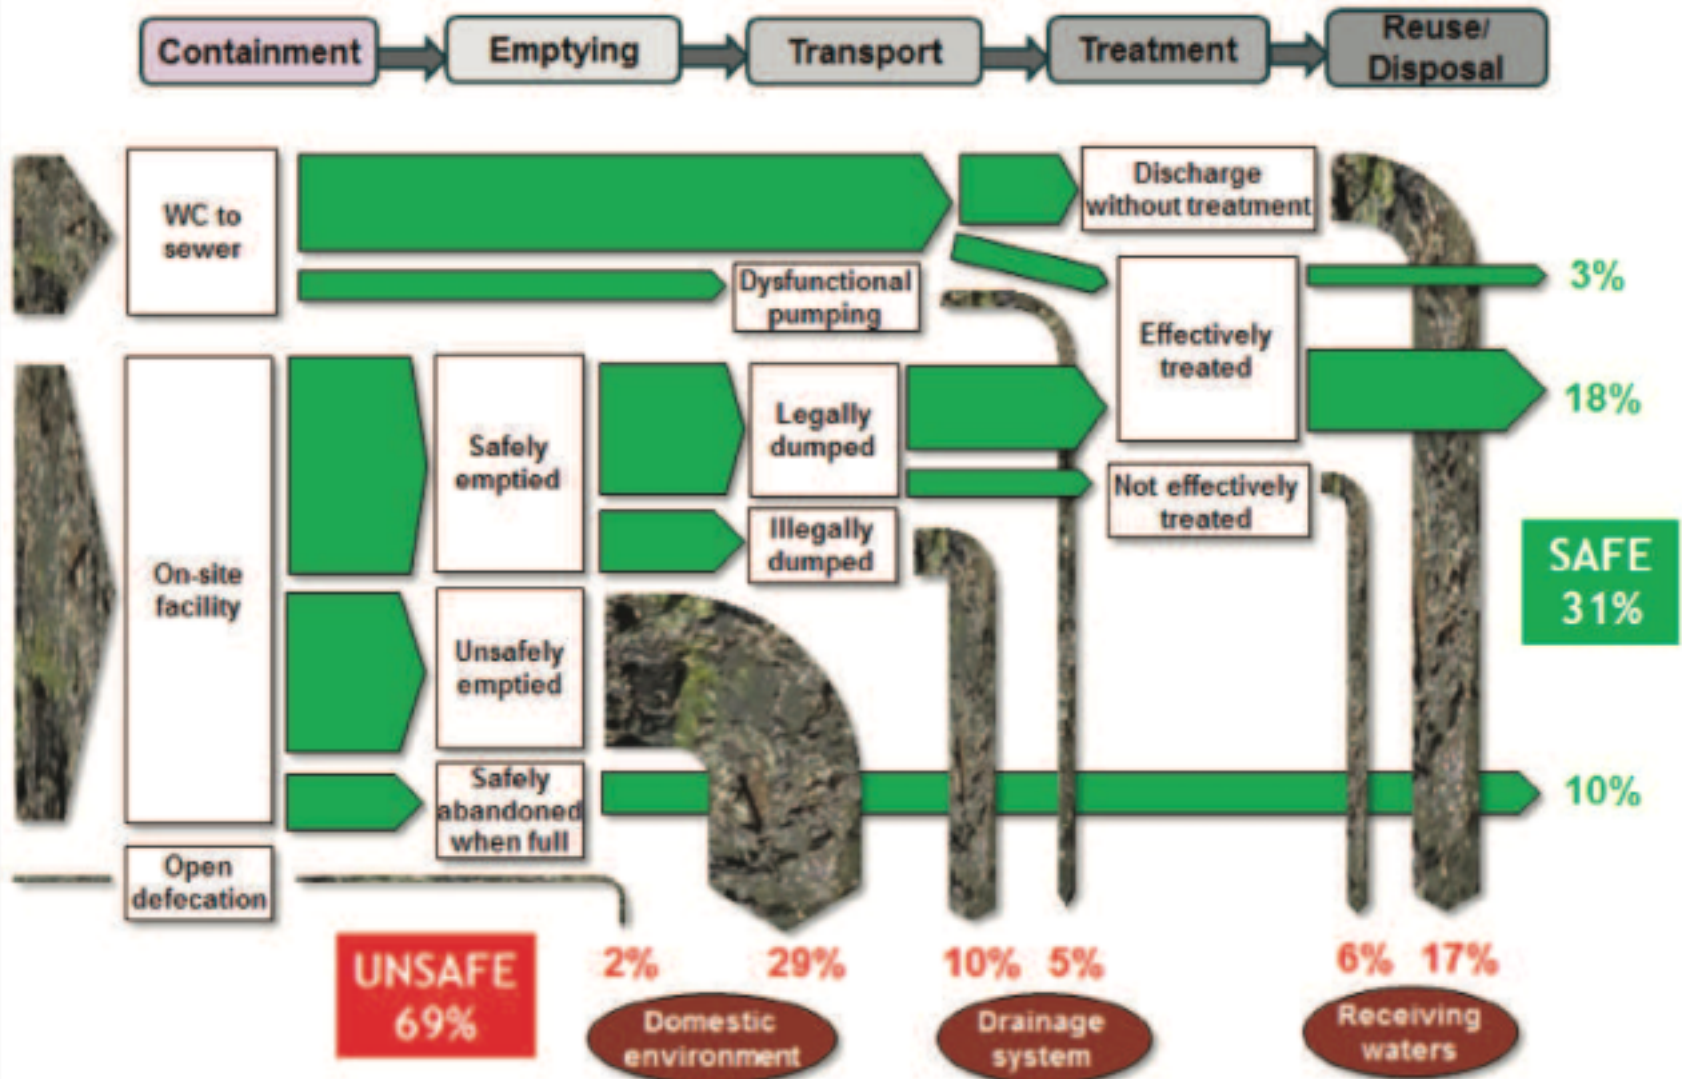 Containment
Emptying
Transport
Treatment
Reuse/
Disposal
WC to
sewer
Discharge
without treatment
Dysfunctional
pumping
3%
Effectively
treated
18%
On-site
facility
Safely
emptied
Legally
dumped
Illegally
dumped
Not effectively
treated
SAFE
31%
Unsafely
emptied
Safely
abandoned
when full
10%
Open
defecation
UNSAFE
69%
2%
29%
10%
5%
6%
17%
Domestic
environment
Drainage
system
Receiving
waters